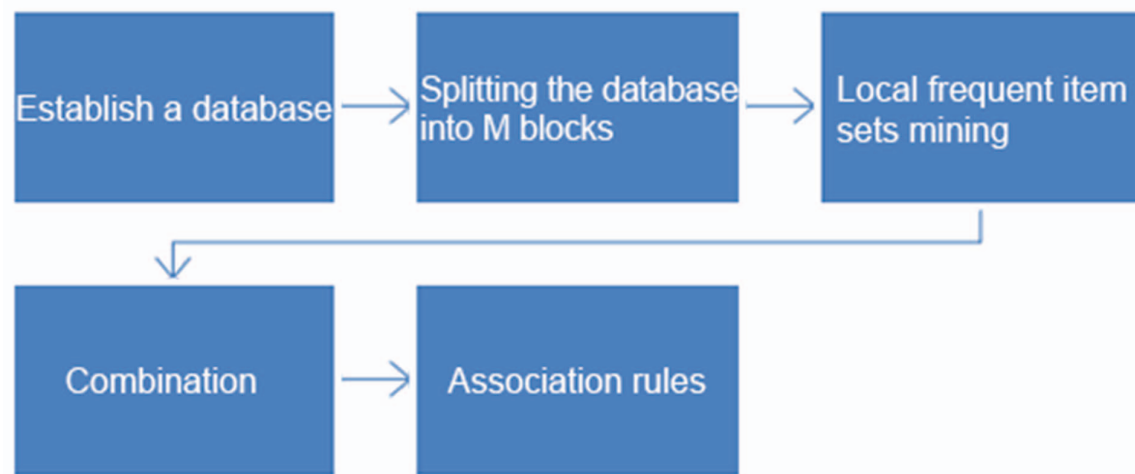 Establish a database
Splitting the database
into M blocks
Local frequent item
sets mining
Combination
Association rules